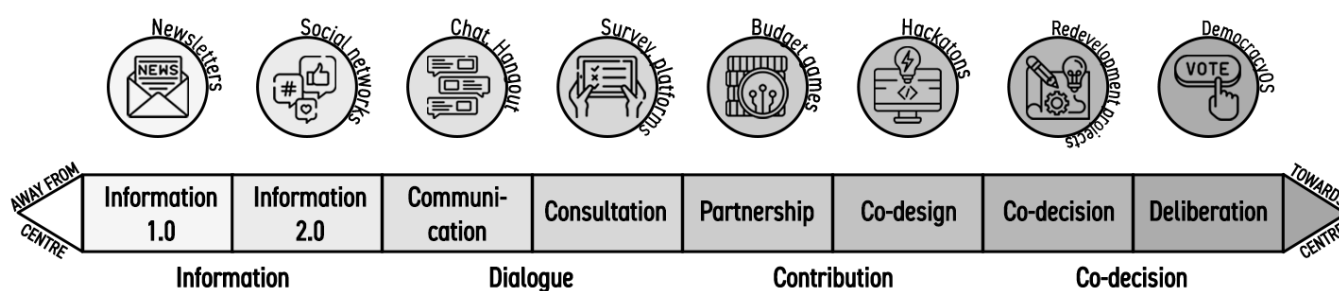 Newsletters
Social networks
Chat, Hangout
Survey platforms
Budget games
Hackatons
Redevelopment projects
DemocracyOS
NEWS
#
</>
VOTE
AWAY FROM
CENTRE
Information
1.0
Information
2.0
Communi-
cation
Consultation
Partnership
Co-design
Co-decision
Deliberation
TOWARDS
CENTRE
Information
Dialogue
Contribution
Co-decision